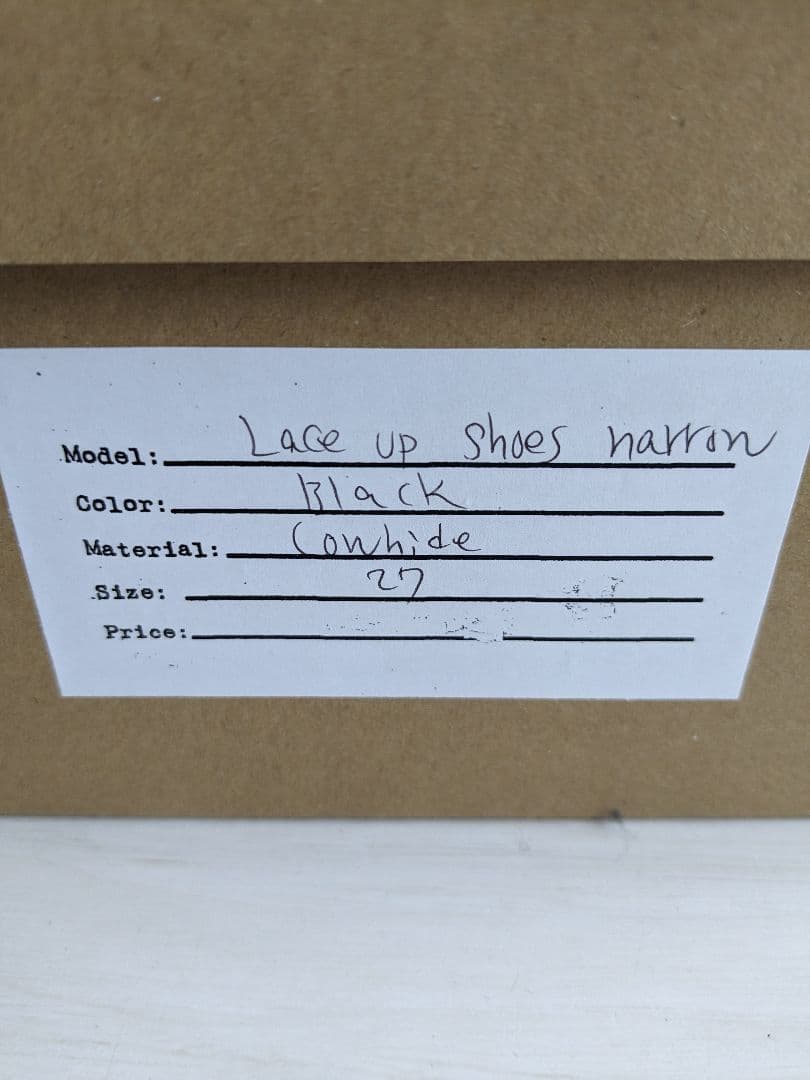 Model: Lace up Shoes narrow
Color: Black
Material: Cowhide
Size: 27
Price: